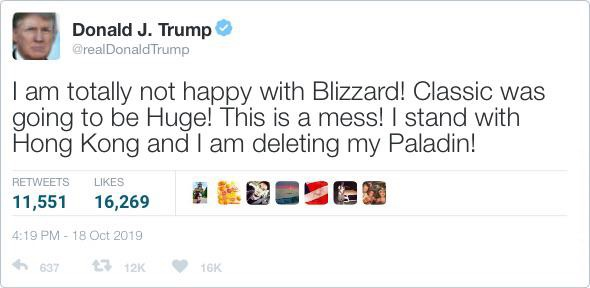 Donald J. Trump
@realDonaldTrump
I am totally not happy with Blizzard! Classic was
going to be Huge! This is a mess! I stand with
Hong Kong and I am deleting my Paladin!
RETWEETS LIKES
11,551 16,269
4:19 PM - 18 Oct 2019
637 12K 16K